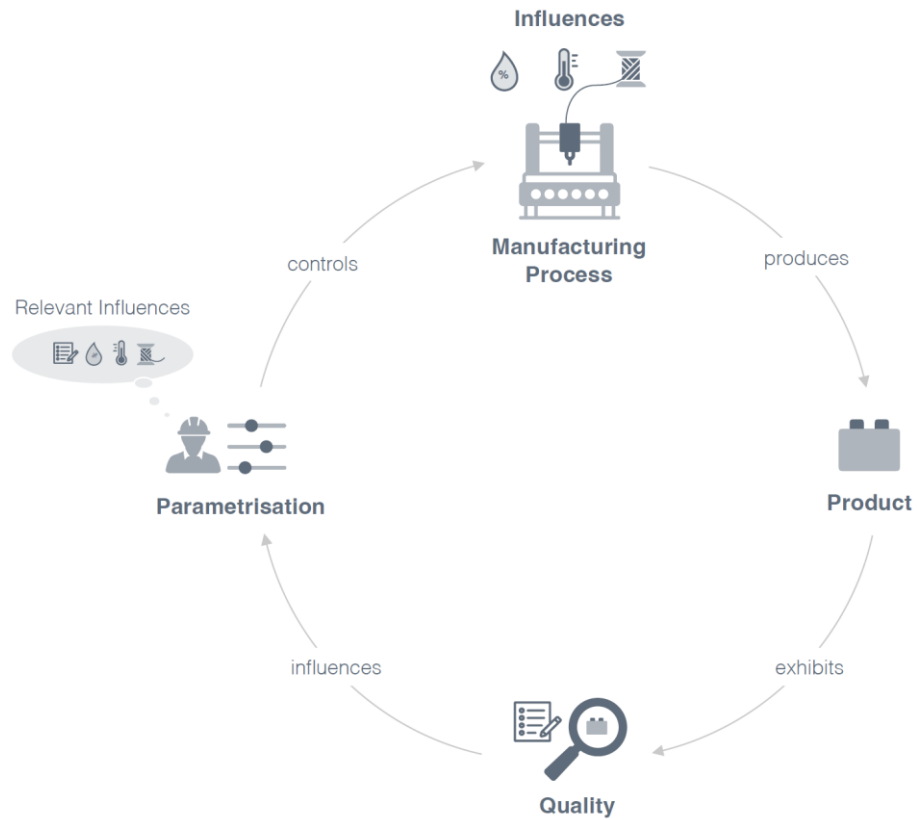 Influences
%
Manufacturing
Process
controls
produces
Relevant Influences
Parametrisation
Product
influences
exhibits
Quality